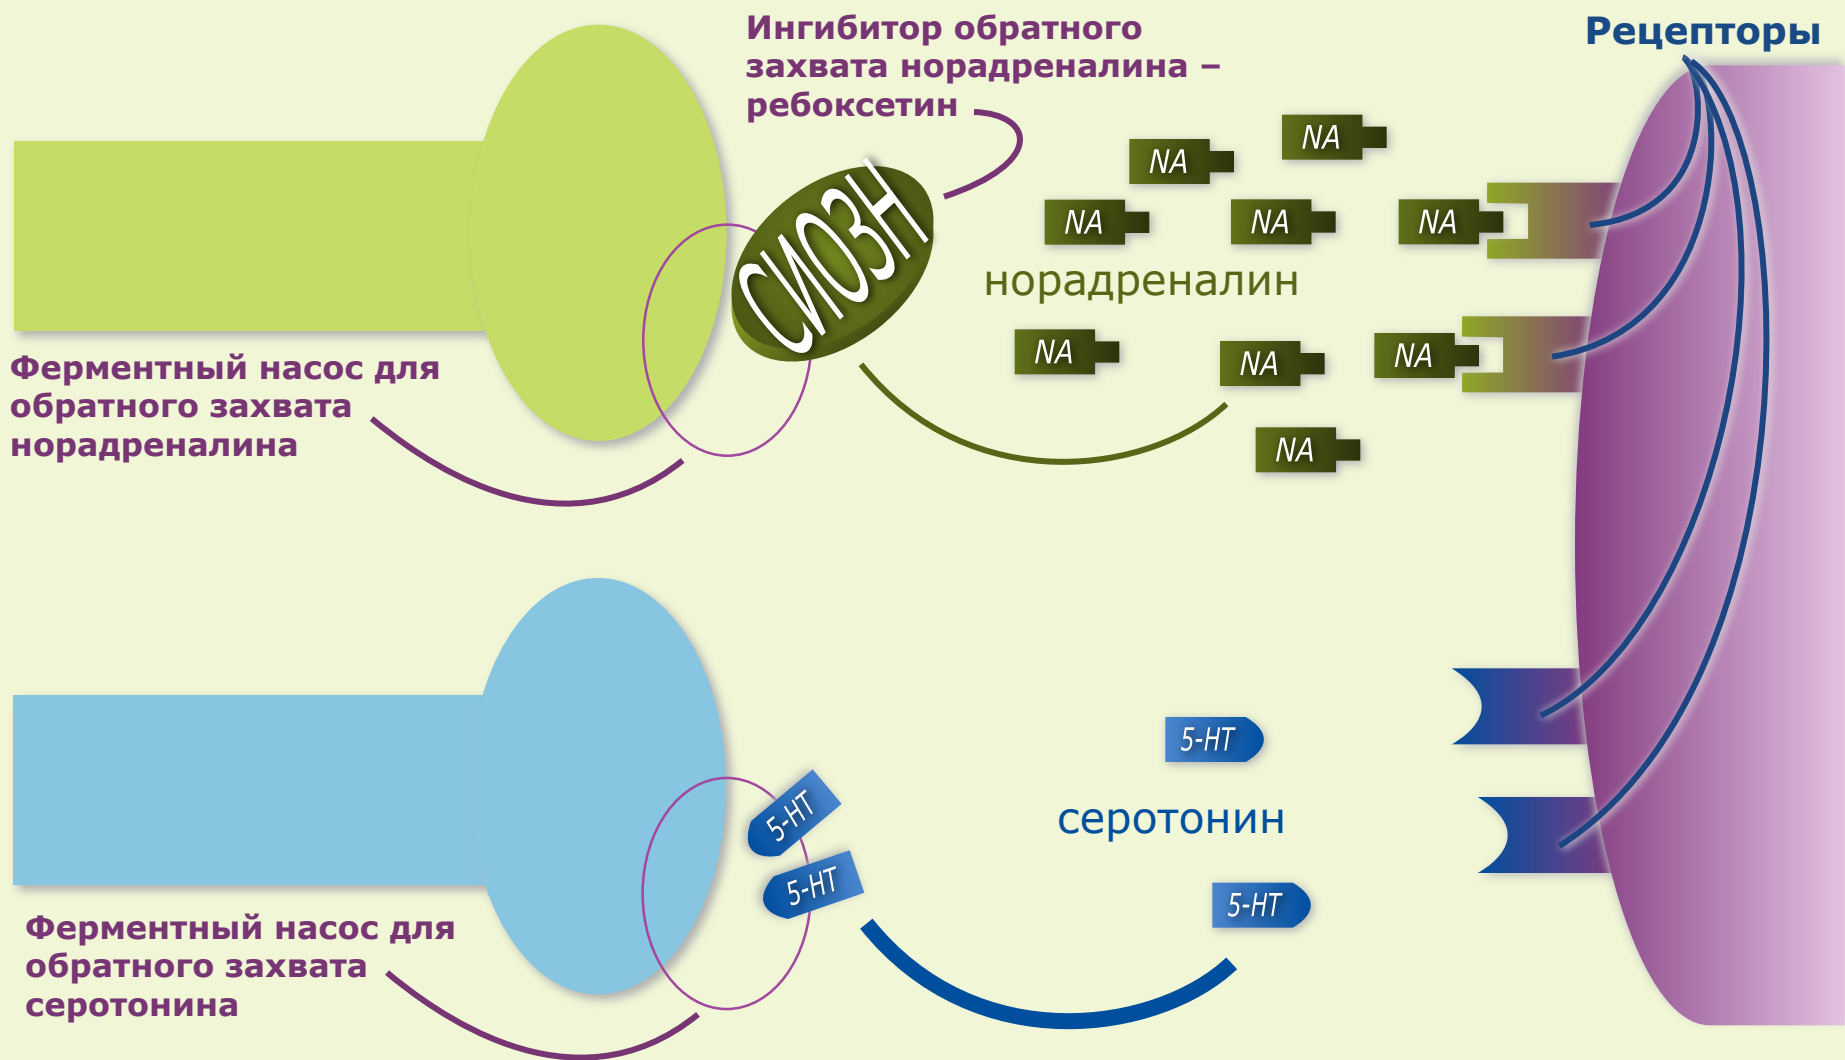 Ингибитор обратного
захвата норадреналина –
ребоксетин
Рецепторы
СИОЗН
NA
NA
NA
NA
NA
норадреналин
NA
NA
NA
NA
Ферментный насос для
обратного захвата
норадреналина
5-HT
серотонин
5-HT
5-HT
5-HT
Ферментный насос для
обратного захвата
серотонина